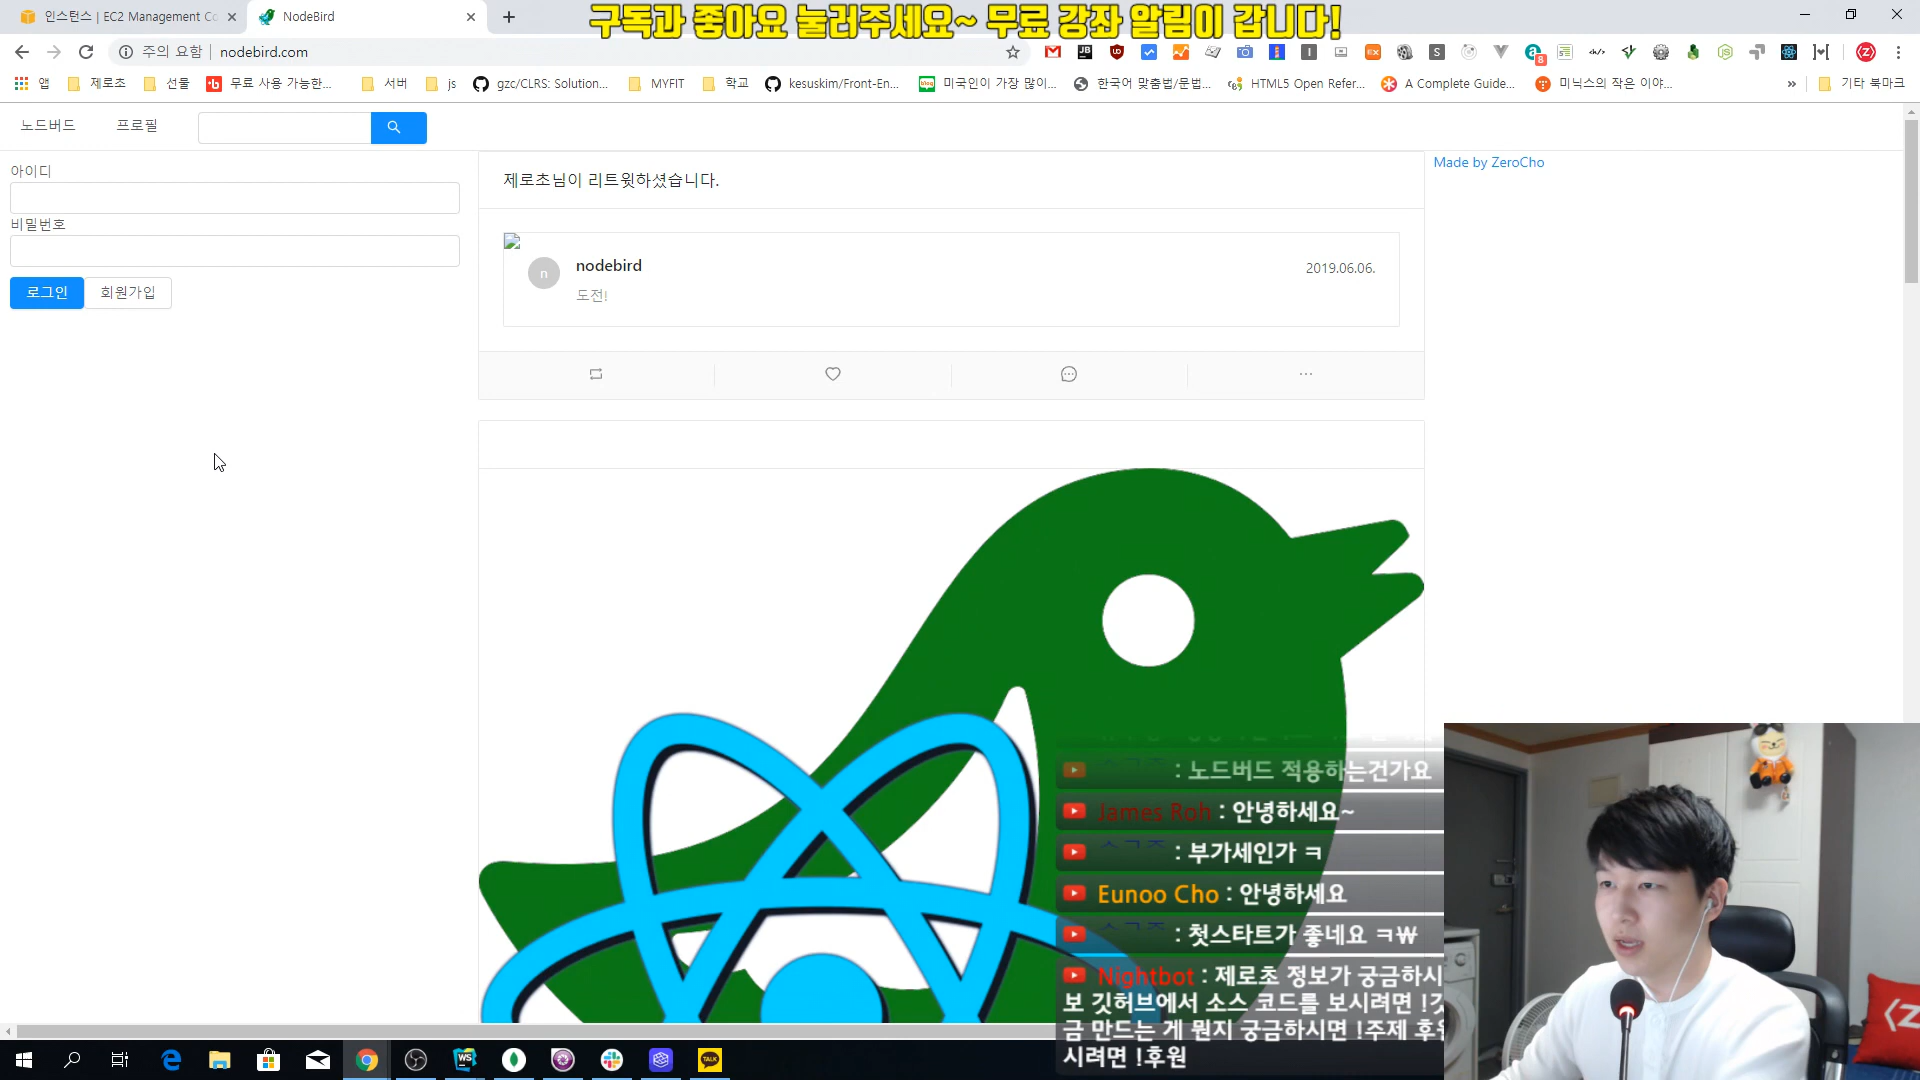 인스턴스 | EC2 Management Co
NodeBird
구독과 좋아요 눌러주세요~ 무료 강좌 알림이 갑니다!
주의 요함
nodebird.com
앱
제로초
선물
무료 사용 가능한...
서버
js
gzc/CLRS: Solution...
MYFIT
학교
kesuskim/Front-En...
미국인이 가장 많이...
한국어 맞춤법/문법...
HTML5 Open Refer...
A Complete Guide...
미닉스의 작은 이야...
기타 북마크
노드버드
프로필
아이디
비밀번호
로그인
회원가입
제로초님이 리트윗하셨습니다.
n
nodebird
2019.06.06.
도전!
Made by ZeroCho
: 노드버드 적용하는건가요
James Roh : 안녕하세요~
: 부가세인가 ㅋ
Eunoo Cho : 안녕하세요
: 첫스타트가 좋네요 ㅋ₩
Nightbot : 제로초 정보가 궁금하시
보 깃허브에서 소스 코드를 보시려면 !깃
금 만드는 게 뭔지 궁금하시면 !주제 후원
시려면 !후원
WS
TALK